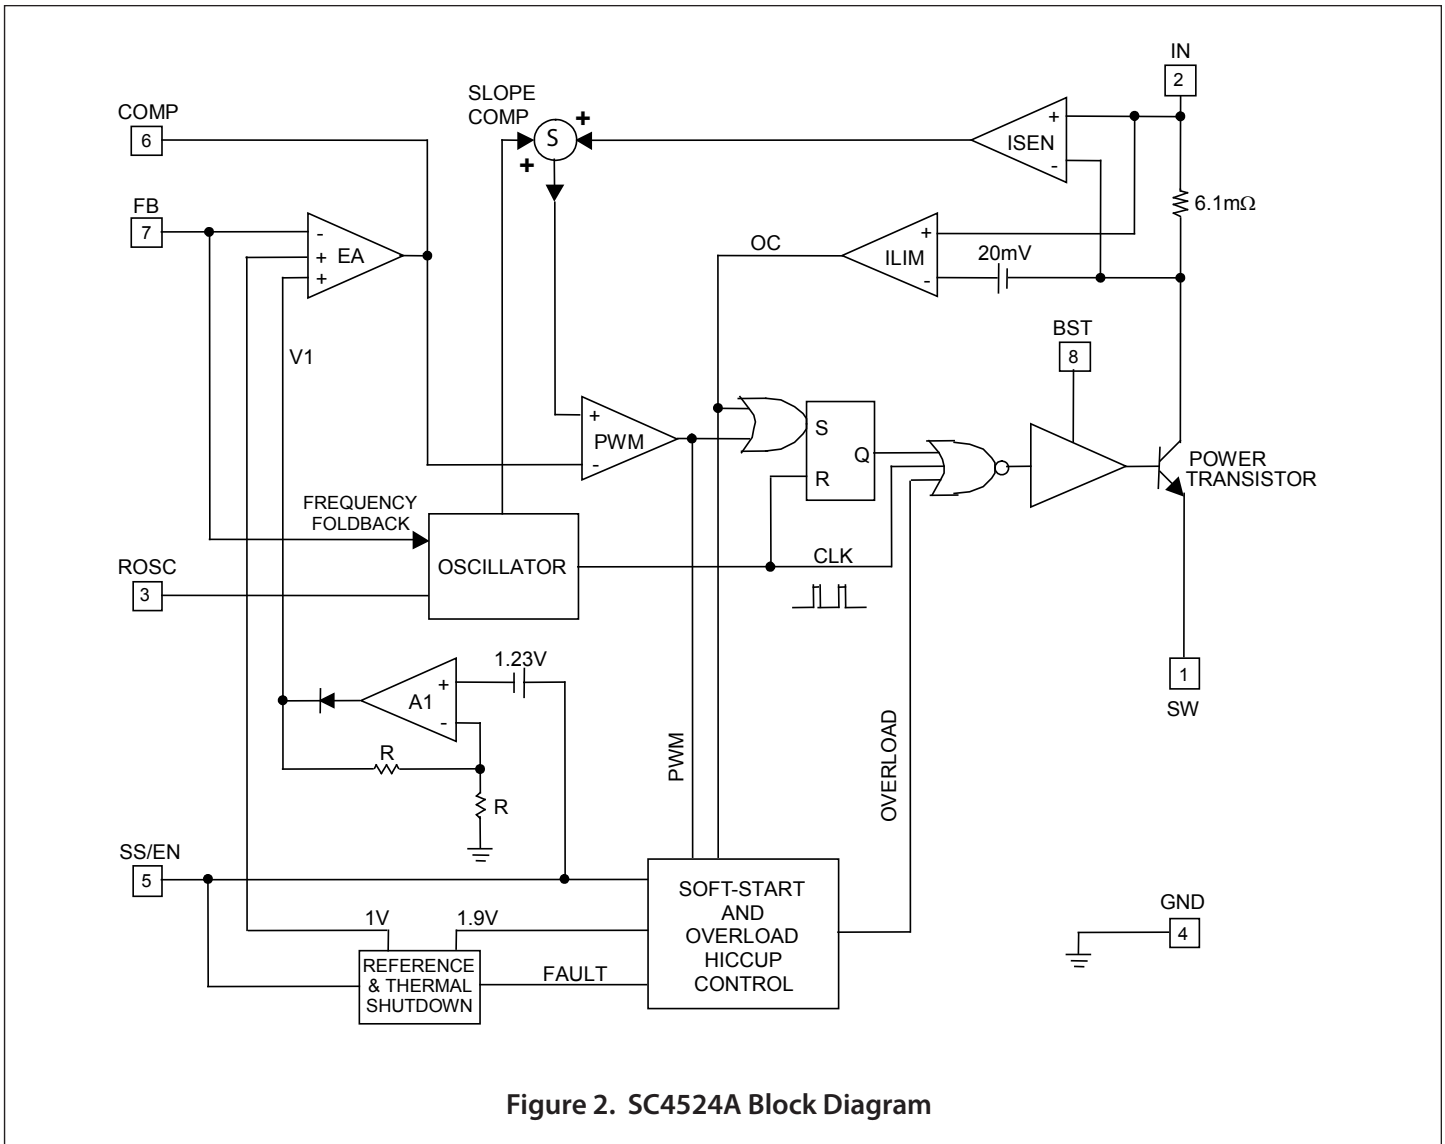 IN
2
SLOPE
COMP
+
S
+
COMP
6
+
ISEN
-
6.1mΩ
FB
7
-
+
+
EA
OC
+
ILIM
-
20mV
BST
8
V1
+
PWM
-
S
Q
R
POWER
TRANSISTOR
FREQUENCY
FOLDBACK
OSCILLATOR
CLK
ROSC
3
1.23V
+
A1
-
1
SW
R
R
PWM
OVERLOAD
SS/EN
5
1V
1.9V
SOFT-START
AND
OVERLOAD
HICCUP
CONTROL
REFERENCE
& THERMAL
SHUTDOWN
FAULT
GND
4
Figure 2. SC4524A Block Diagram